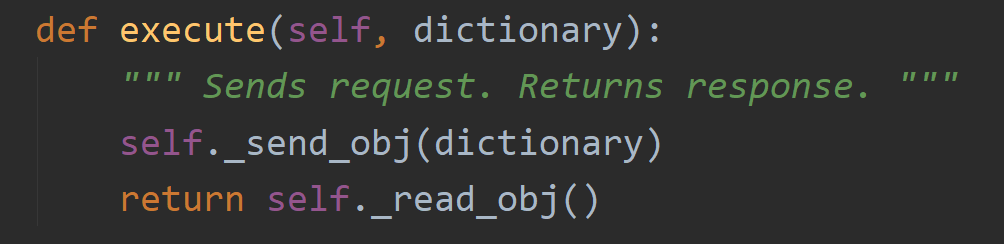 def execute(self, dictionary):
    """ Sends request. Returns response. """
    self._send_obj(dictionary)
    return self._read_obj()